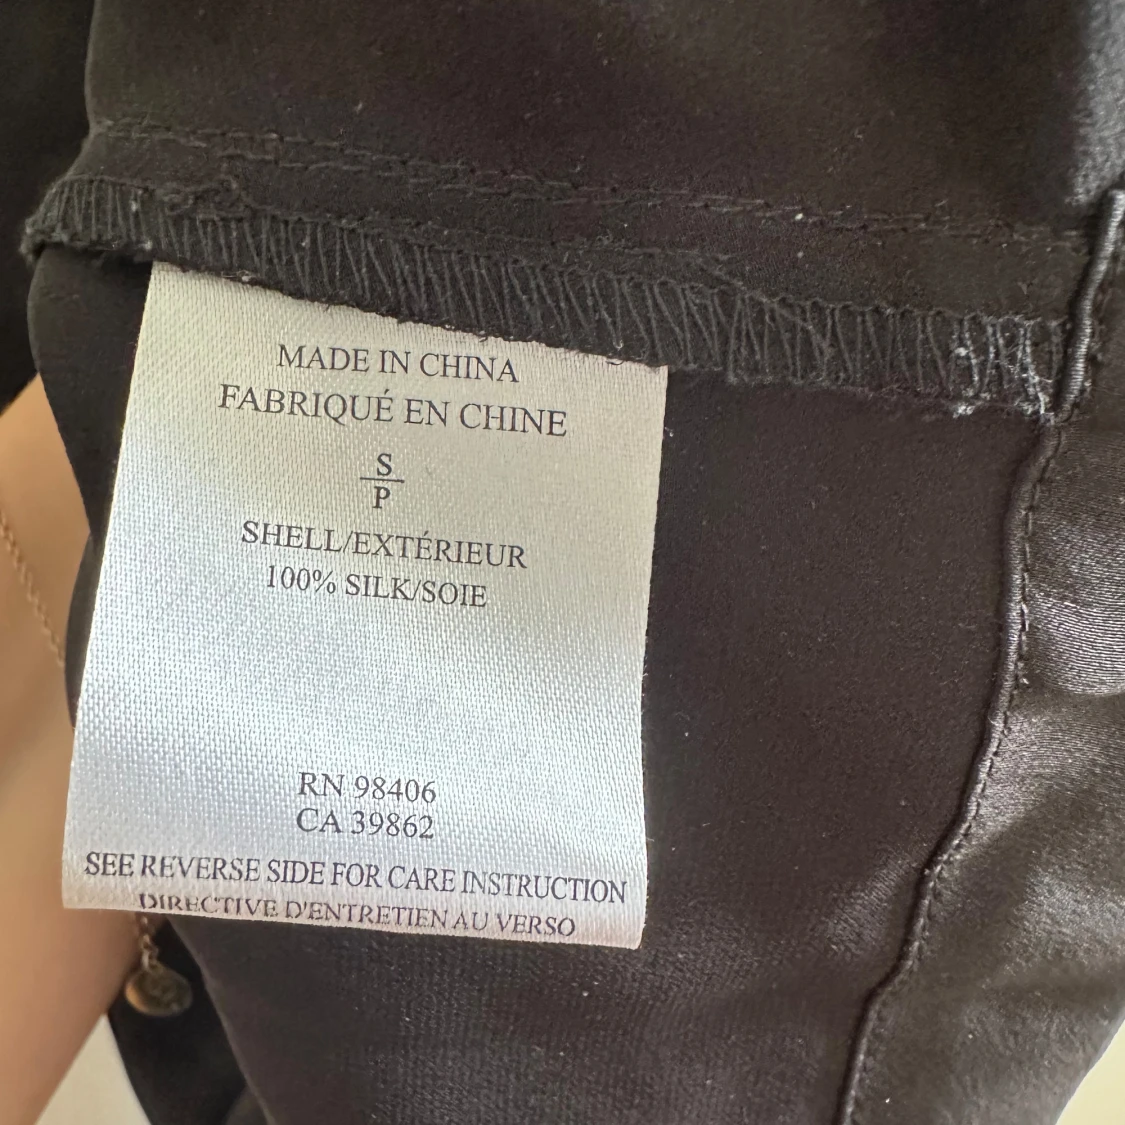 MADE IN CHINA
FABRIQUÉ EN CHINE
S
P
SHELL/EXTÉRIEUR
100% SILK/SOIE
RN 98406
CA 39862
SEE REVERSE SIDE FOR CARE INSTRUCTION
DIRECTIVE D'ENTRETIEN AU VERSO